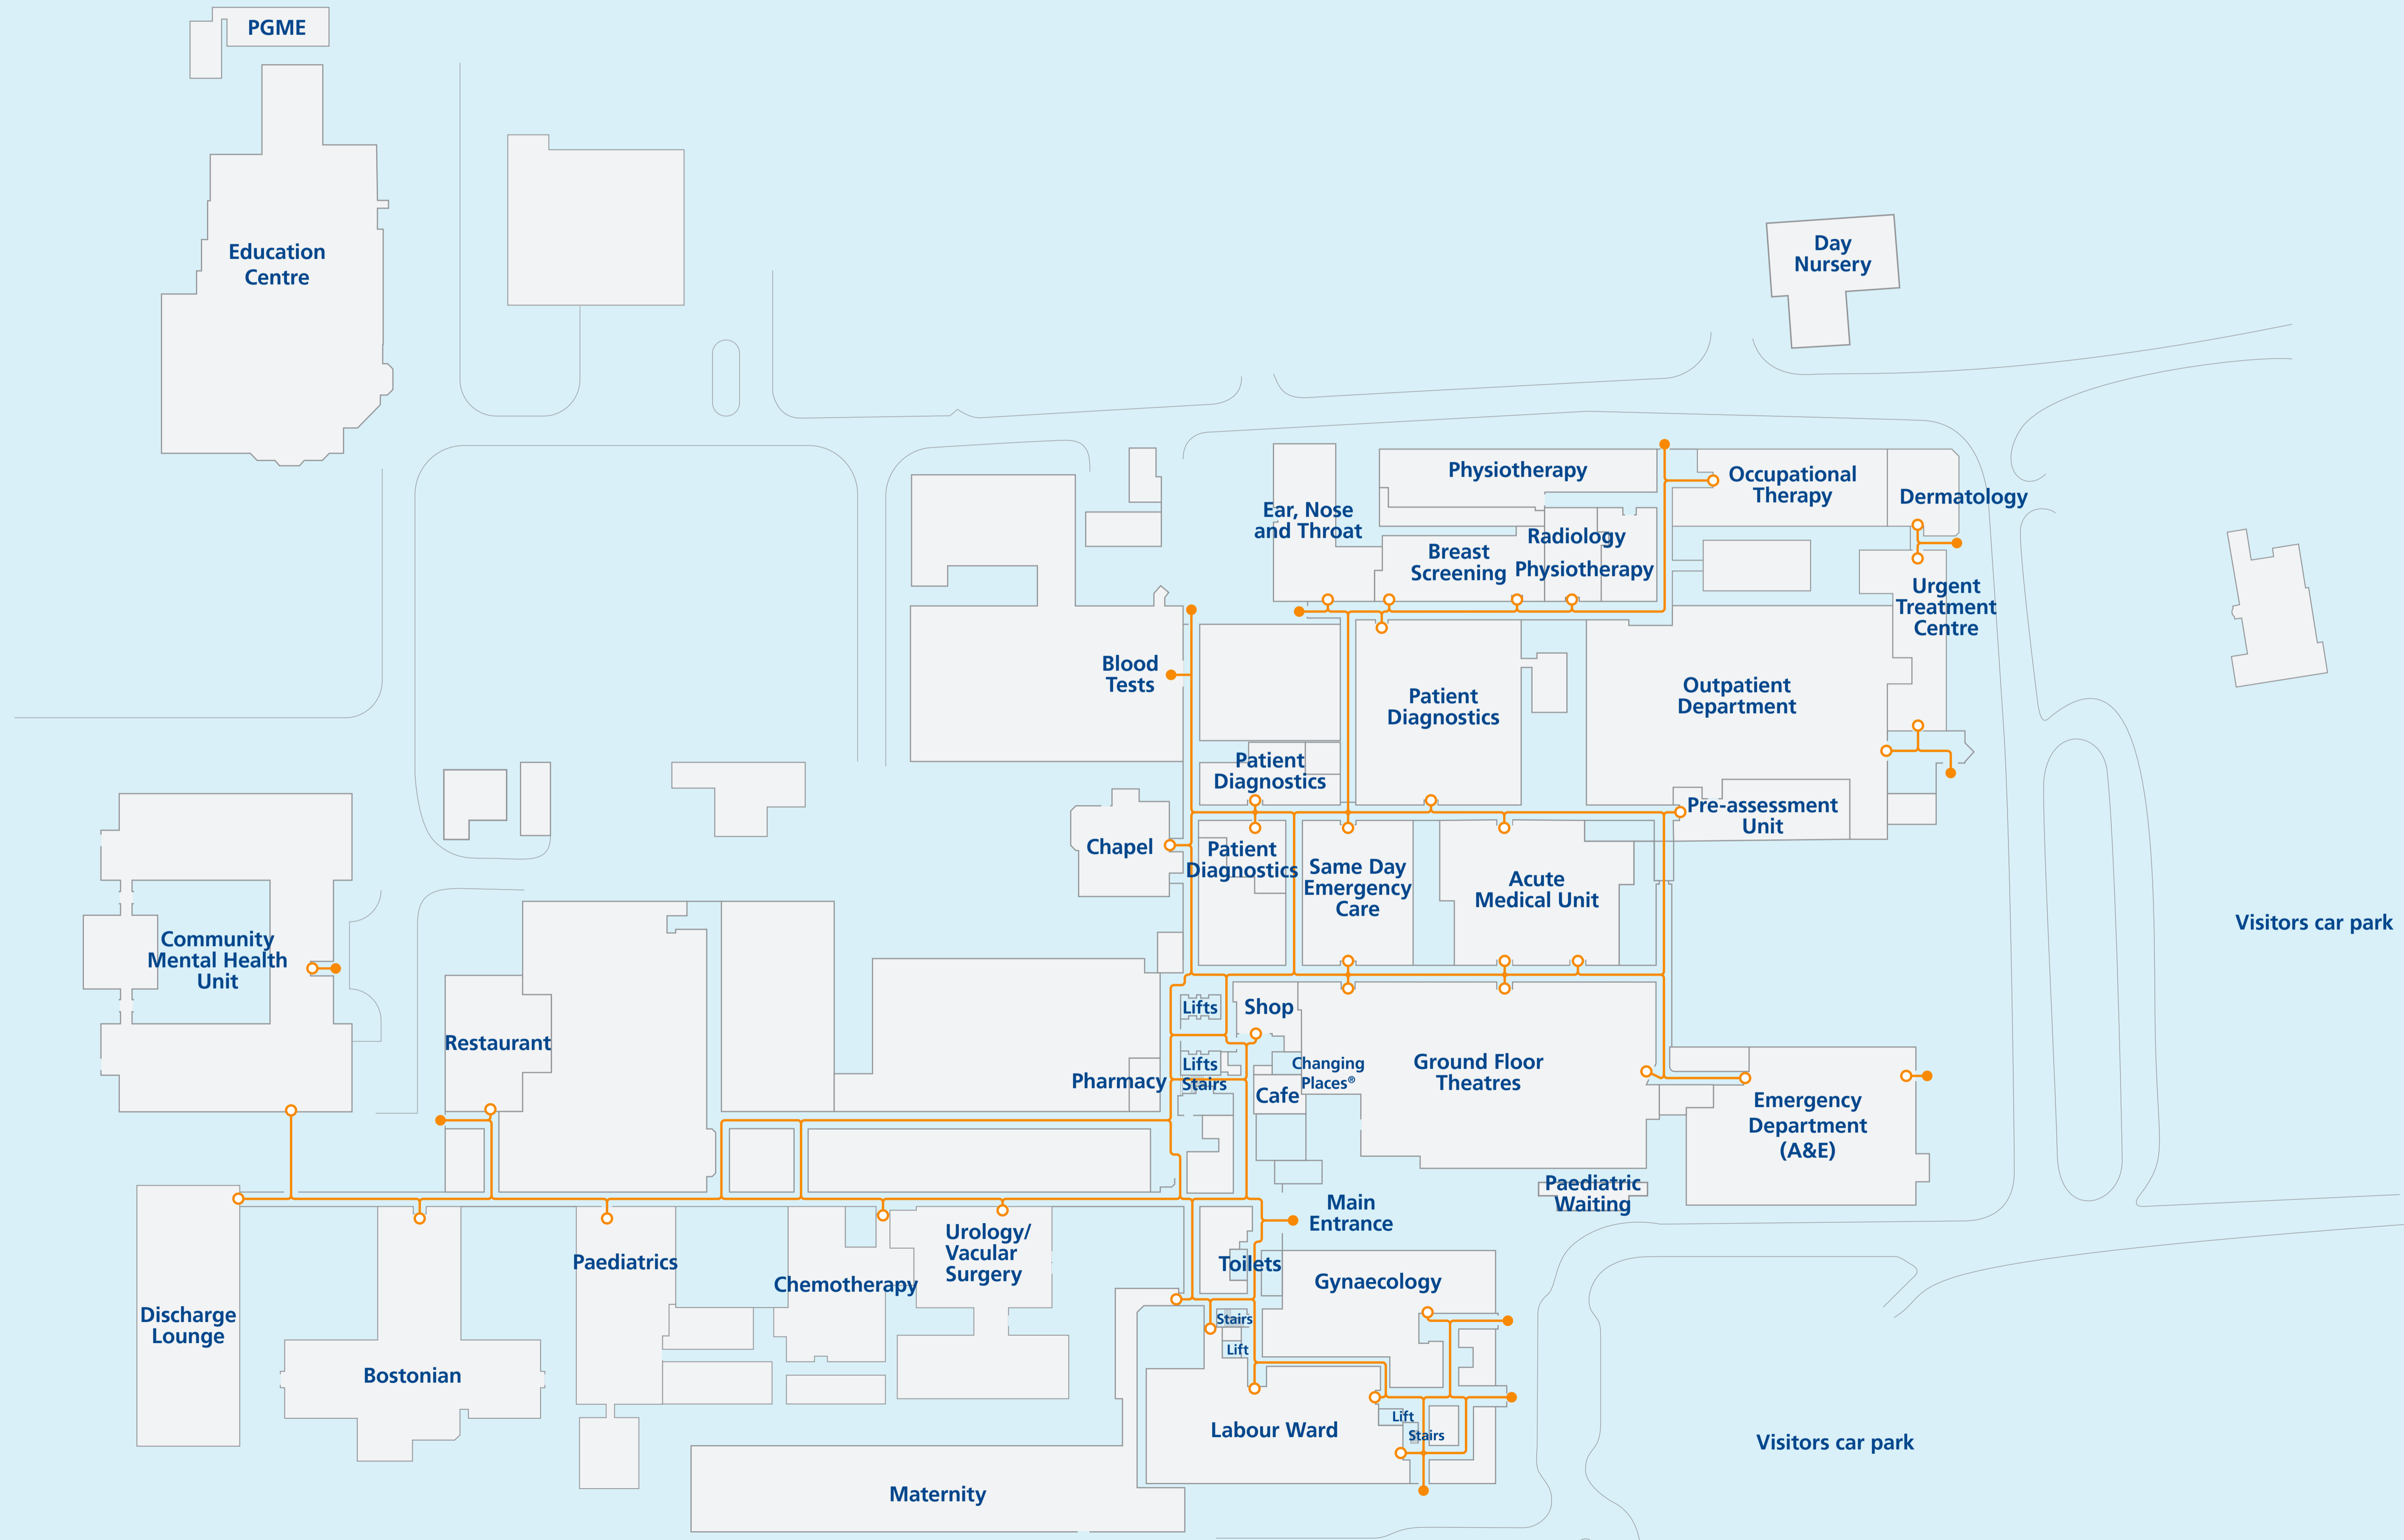 PGME
Education
Centre
Day
Nursery
Physiotherapy
Occupational
Therapy
Dermatology
Ear, Nose
and Throat
Radiology
Breast
Screening
Physiotherapy
Urgent
Treatment
Centre
Blood
Tests
Patient
Diagnostics
Outpatient
Department
Patient
Diagnostics
Pre-assessment
Unit
Chapel
Patient
Diagnostics
Same Day
Emergency
Care
Acute
Medical Unit
Visitors car park
Community
Mental Health
Unit
Restaurant
Lifts
Shop
Lifts
Stairs
Pharmacy
Changing
Places®
Cafe
Ground Floor
Theatres
Emergency
Department
(A&E)
Paediatric
Waiting
Main
Entrance
Urology/
Vacular
Surgery
Paediatrics
Chemotherapy
Toilets
Gynaecology
Discharge
Lounge
Stairs
Lift
Bostonian
Labour Ward
Lift
Stairs
Visitors car park
Maternity